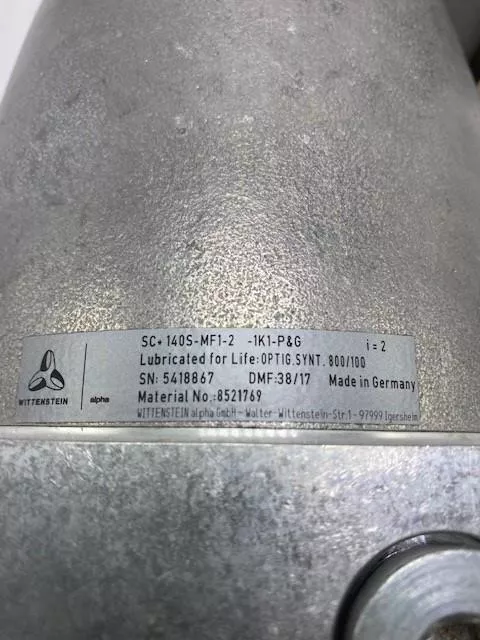 SC+ 140S-MF1-2 -1K1-P&G i = 2
Lubricated for Life: OPTIG.SYNT. 800/100
SN: 5418867 DMF: 38/17 Made in Germany
Material No.: 8521769
WITTENSTEIN alpha GmbH - Walter-Wittenstein-Str.1 - 97999 Igersheim
WITTENSTEIN alpha